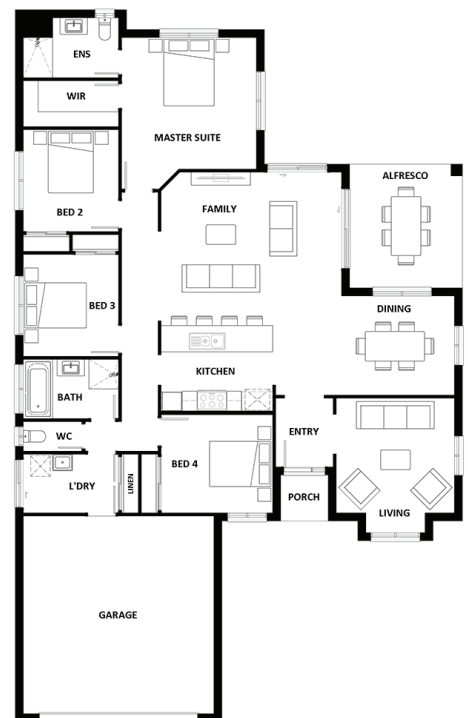 ENS
WIR
MASTER SUITE
ALFRESCO
BED 2
FAMILY
BED 3
DINING
KITCHEN
BATH
WC
ENTRY
BED 4
L'DRY
LINEN
PORCH
LIVING
GARAGE